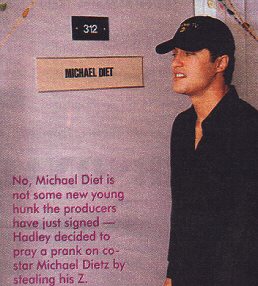 312
MICHAEL DIET
No, Michael Diet is
not some new young
hunk the producers
have just signed —
Hadley decided to
pray a prank on co-
star Michael Dietz by
stealing his Z.